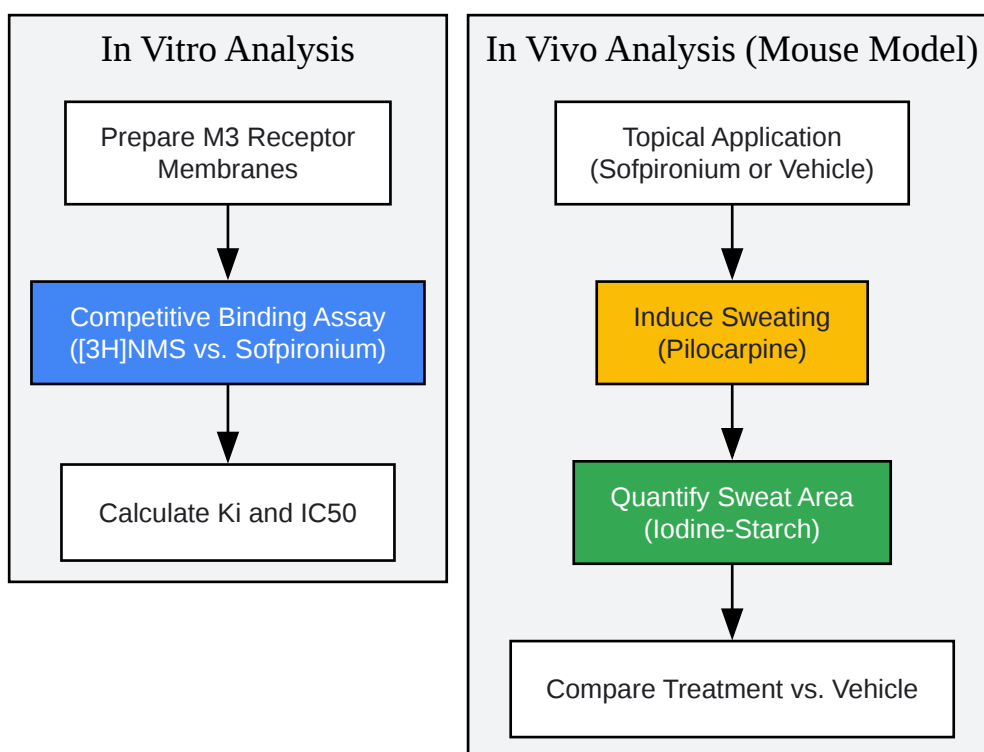 In Vitro Analysis
Prepare M3 Receptor
Membranes
Competitive Binding Assay
([3H]NMS vs. Sofpironium)
Calculate Ki and IC50
In Vivo Analysis (Mouse Model)
Topical Application
(Sofpironium or Vehicle)
Induce Sweating
(Pilocarpine)
Quantify Sweat Area
(Iodine-Starch)
Compare Treatment vs. Vehicle